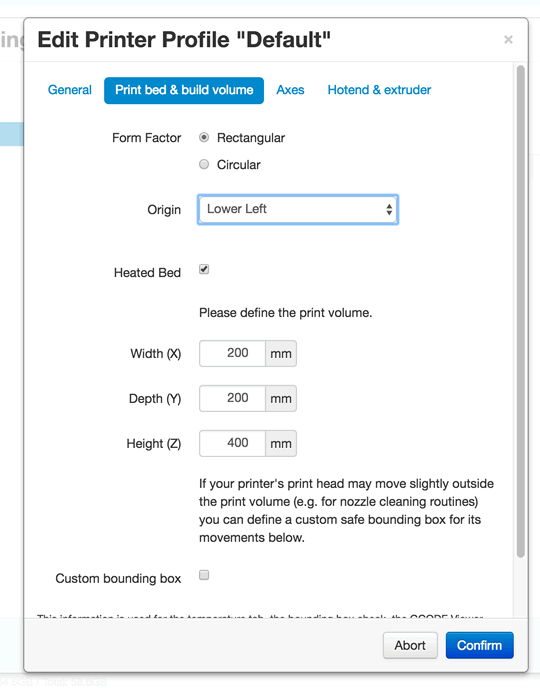 Edit Printer Profile "Default"
×
General Print bed & build volume Axes Hotend & extruder
Form Factor Rectangular
Circular
Origin Lower Left
Heated Bed
Please define the print volume.
Width (X) 200 mm
Depth (Y) 200 mm
Height (Z) 400 mm
If your printer's print head may move slightly outside
the print volume (e.g. for nozzle cleaning routines)
you can define a custom safe bounding box for its
movements below.
Custom bounding box
This information is used for the temperature tab, the bounding box check, the GCODE Viewer
Abort Confirm